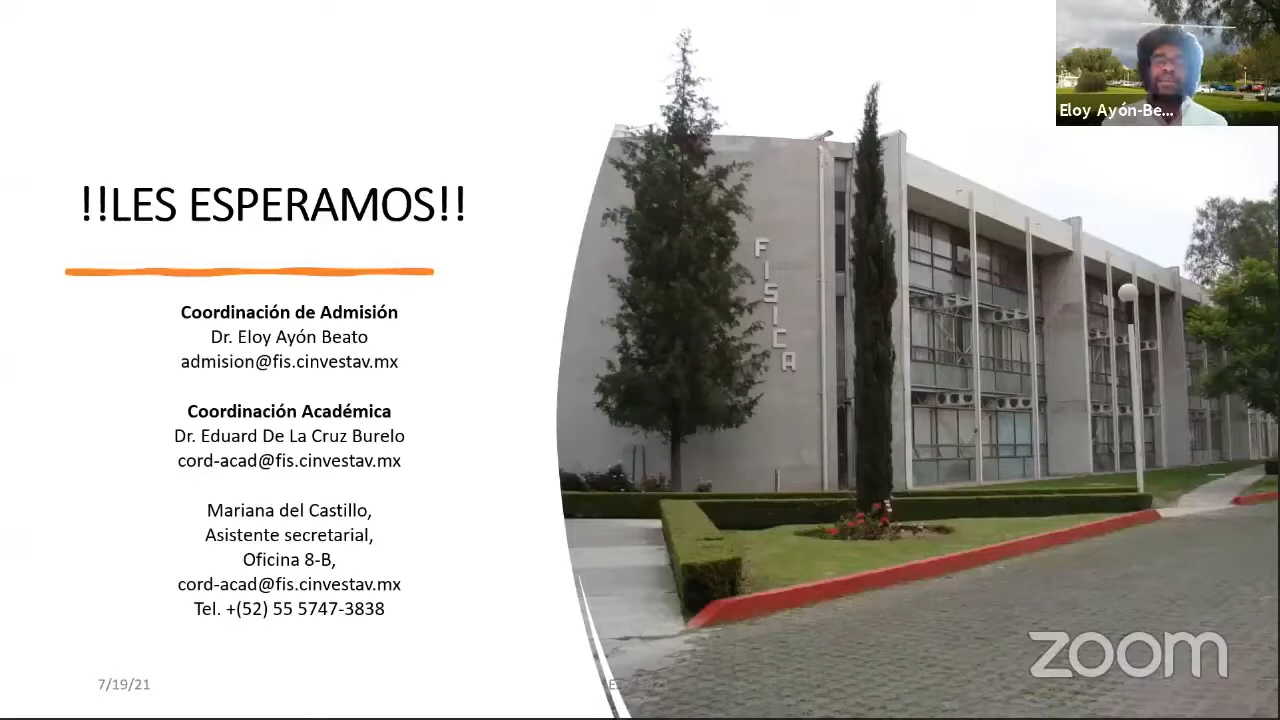 !!LES ESPERAMOS!!
Coordinación de Admisión
Dr. Eloy Ayón Beato
admision@fis.cinvestav.mx
Coordinación Académica
Dr. Eduard De La Cruz Burelo
cord-acad@fis.cinvestav.mx
Mariana del Castillo,
Asistente secretarial,
Oficina 8-B,
cord-acad@fis.cinvestav.mx
Tel. +(52) 55 5747-3838
7/19/21
FISICA
Eloy Ayón-Be...
zoom